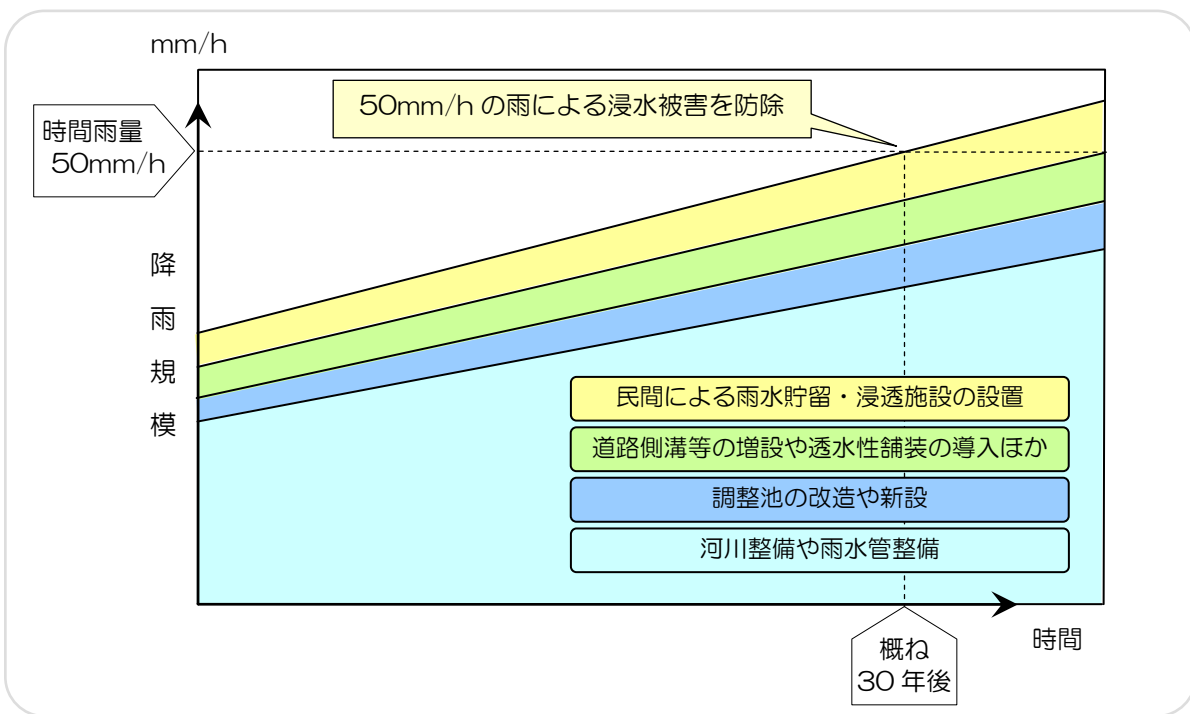 mm/h
50mm/h の雨による浸水被害を防除
時間雨量
50mm/h
降
雨
規
模
民間による雨水貯留・浸透施設の設置
道路側溝等の増設や透水性舗装の導入ほか
調整池の改造や新設
河川整備や雨水管整備
時間
概ね
30 年後